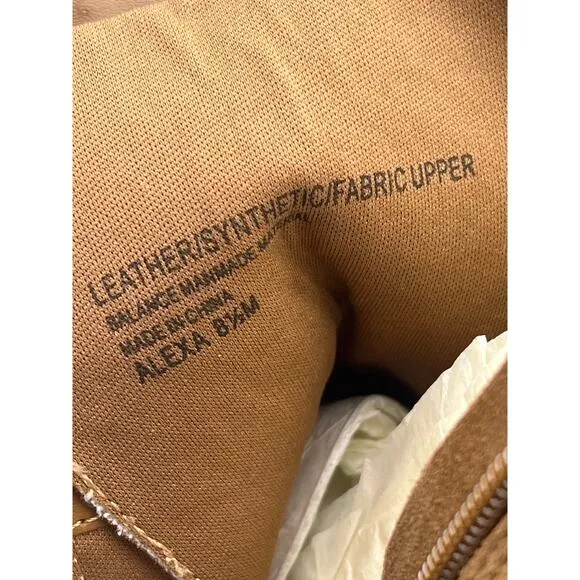 LEATHER/SYNTHETIC/FABRIC UPPER
BALANCE MANMADE MATERIAL
MADE IN CHINA
ALEXA 8½M